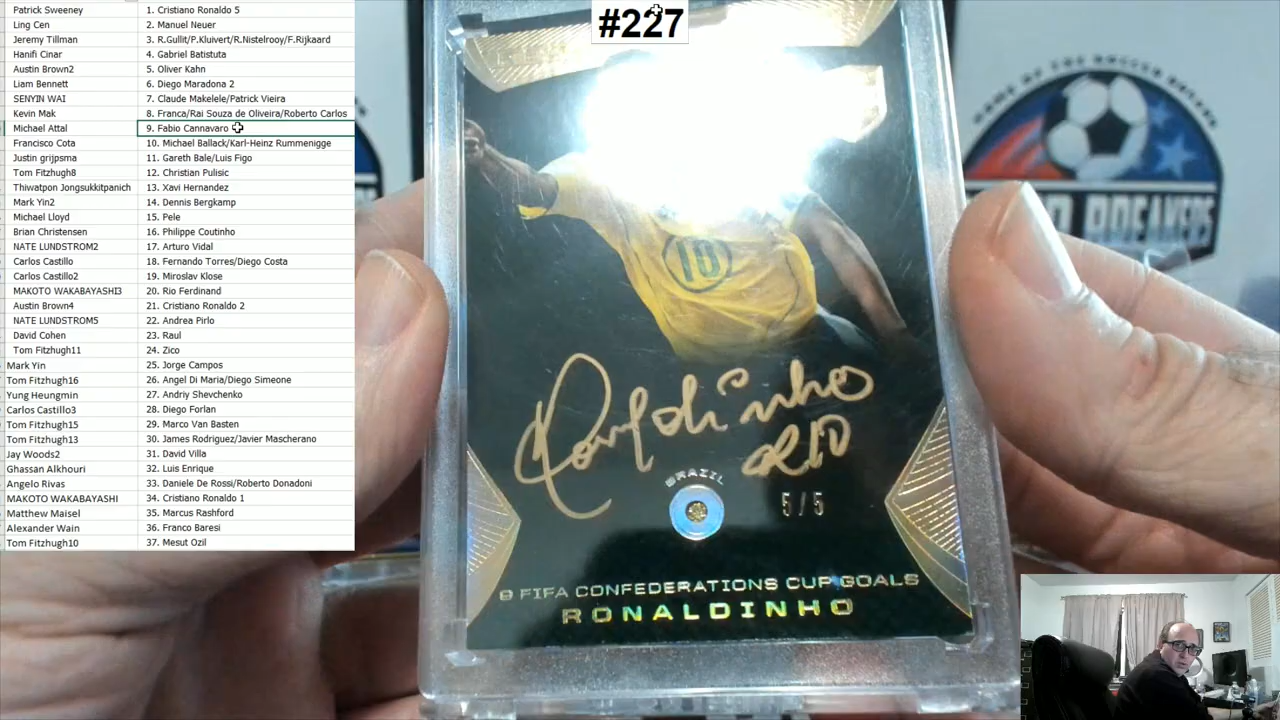 #227
Patrick Sweeney 1. Cristiano Ronaldo 5
Ling Cen 2. Manuel Neuer
Jeremy Tillman 3. R.Gullit/P.Kluivert/R.Nistelrooy/F.Rijkaard
Hanifi Cinar 4. Gabriel Batistuta
Austin Brown2 5. Oliver Kahn
Liam Bennett 6. Diego Maradona 2
SENYIN WAI 7. Claude Makelele/Patrick Vieira
Kevin Mak 8. Franca/Rai Souza de Oliveira/Roberto Carlos
Michael Attal 9. Fabio Cannavaro
Francisco Cota 10. Michael Ballack/Karl-Heinz Rummenigge
Justin grijpsma 11. Gareth Bale/Luis Figo
Tom Fitzhugh8 12. Christian Pulisic
Thiwatpon Jongsukkitpanich 13. Xavi Hernandez
Mark Yin2 14. Dennis Bergkamp
Michael Lloyd 15. Pele
Brian Christensen 16. Philippe Coutinho
NATE LUNDSTROM2 17. Arturo Vidal
Carlos Castillo 18. Fernando Torres/Diego Costa
Carlos Castillo2 19. Miroslav Klose
MAKOTO WAKABAYASHI3 20. Rio Ferdinand
Austin Brown4 21. Cristiano Ronaldo 2
NATE LUNDSTROM5 22. Andrea Pirlo
David Cohen 23. Raul
Tom Fitzhugh11 24. Zico
Mark Yin 25. Jorge Campos
Tom Fitzhugh16 26. Angel Di Maria/Diego Simeone
Yung Heungmin 27. Andriy Shevchenko
Carlos Castillo3 28. Diego Forlan
Tom Fitzhugh15 29. Marco Van Basten
Tom Fitzhugh13 30. James Rodriguez/Javier Mascherano
Jay Woods2 31. David Villa
Ghassan Alkhouri 32. Luis Enrique
Angelo Rivas 33. Daniele De Rossi/Roberto Donadoni
MAKOTO WAKABAYASHI 34. Cristiano Ronaldo 1
Matthew Maisel 35. Marcus Rashford
Alexander Wain 36. Franco Baresi
Tom Fitzhugh10 37. Mesut Ozil
10
Ronaldinho
R10
BRAZIL
5/5
9 FIFA CONFEDERATIONS CUP GOALS
RONALDINHO
BREAKERS